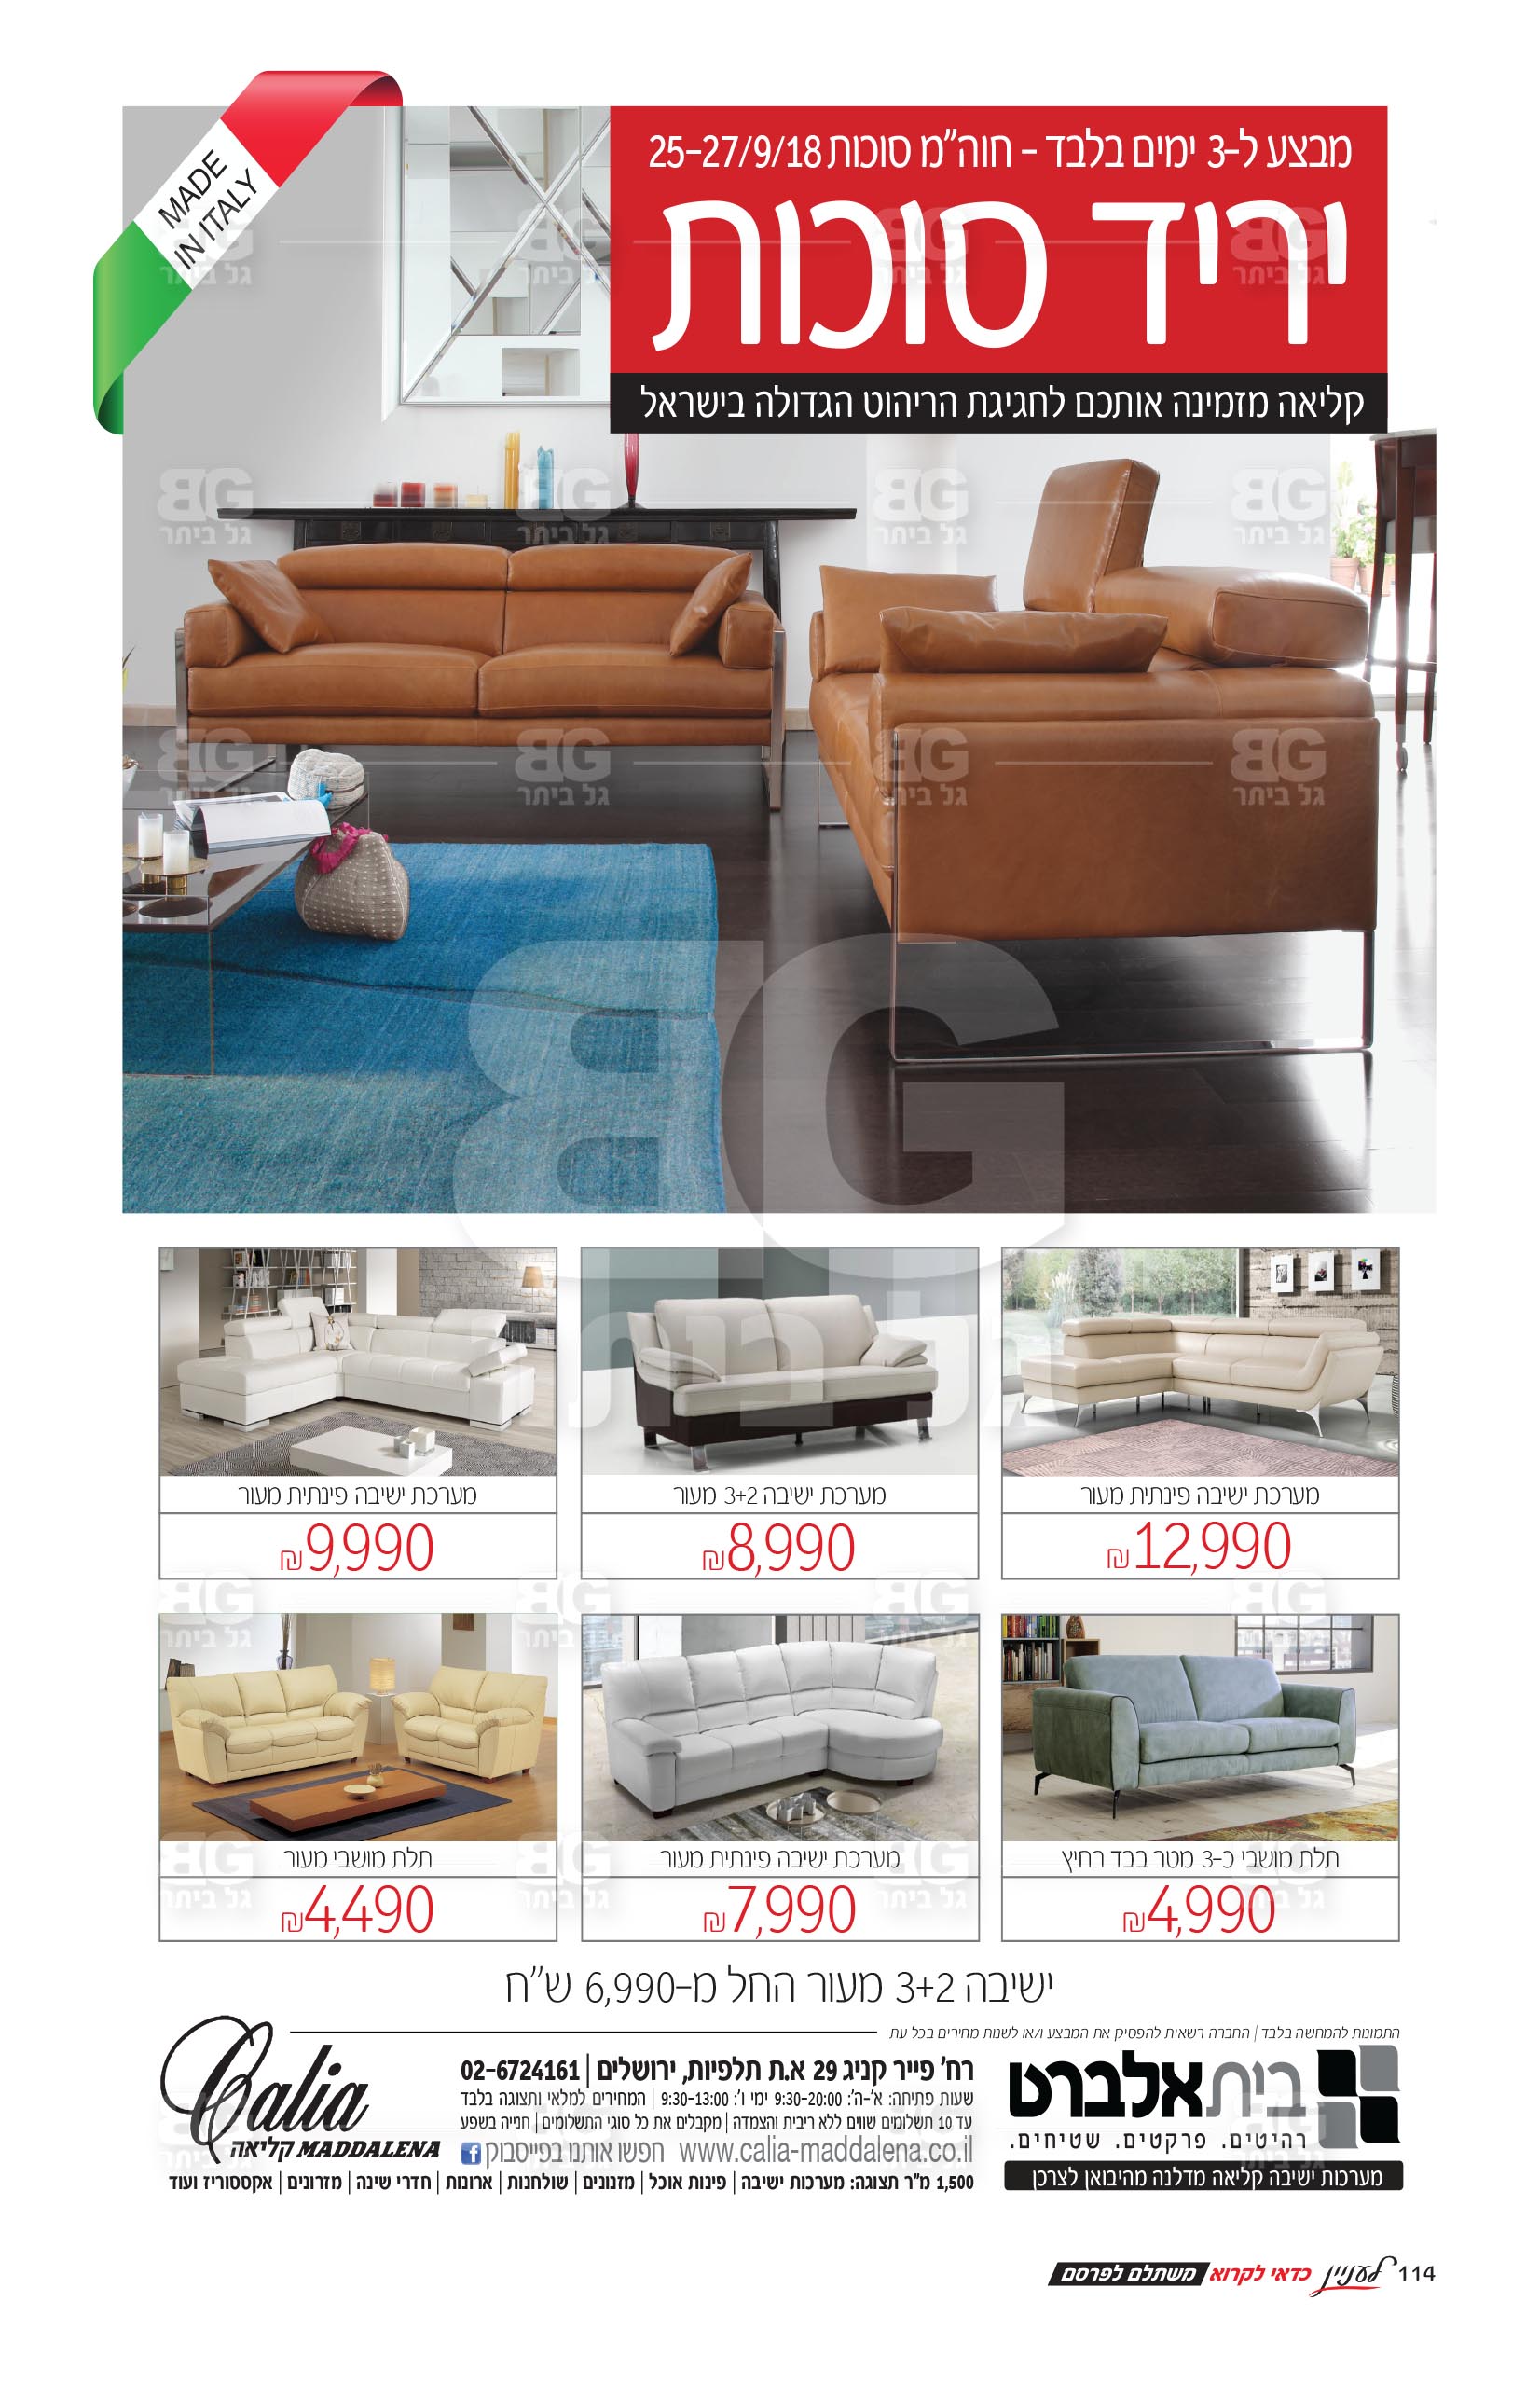 MADE
IN ITALY
מבצע ל-3 ימים בלבד - חוה"מ סוכות 25-27/9/18
יריד סוכות
קליאה מזמינה אותכם לחגיגת הריהוט הגדולה בישראל
מערכת ישיבה פינתית מעור
12,990 ₪
מערכת ישיבה 3+2 מעור
8,990 ₪
מערכת ישיבה פינתית מעור
9,990 ₪
תלת מושבי כ-3 מטר בבד רחיץ
4,990 ₪
מערכת ישיבה פינתית מעור
7,990 ₪
תלת מושבי מעור
4,490 ₪
ישיבה 3+2 מעור החל מ-6,990 ש"ח
התמונות להמחשה בלבד | החברה רשאית להפסיק את המבצע ו/או לשנות מחירים בכל עת
ביתאלברט
רהיטים. פרקטים. שטיחים.
מערכות ישיבה קליאה מדלנה מהיבואן לצרכן
רח' פייר קניג 29 א.ת תלפיות, ירושלים | 02-6724161
שעות פתיחה: א'-ה': 9:30-20:00 ימי ו': 9:30-13:00 | המחירים למלאי ותצוגה בלבד
עד 10 תשלומים שווים ללא ריבית והצמדה | מקבלים את כל סוגי התשלומים | חנייה בשפע
www.calia-maddalena.co.il חפשו אותנו בפייסבוק
1,500 מ"ר תצוגה: מערכות ישיבה | פינות אוכל | מזנונים | שולחנות | ארונות | חדרי שינה | מזרונים | אקססוריז ועוד
Calia
MADDALENA קליאה
114 לעניין כדאי לקרוא משתלם לפרסם
BG
גל ביתר